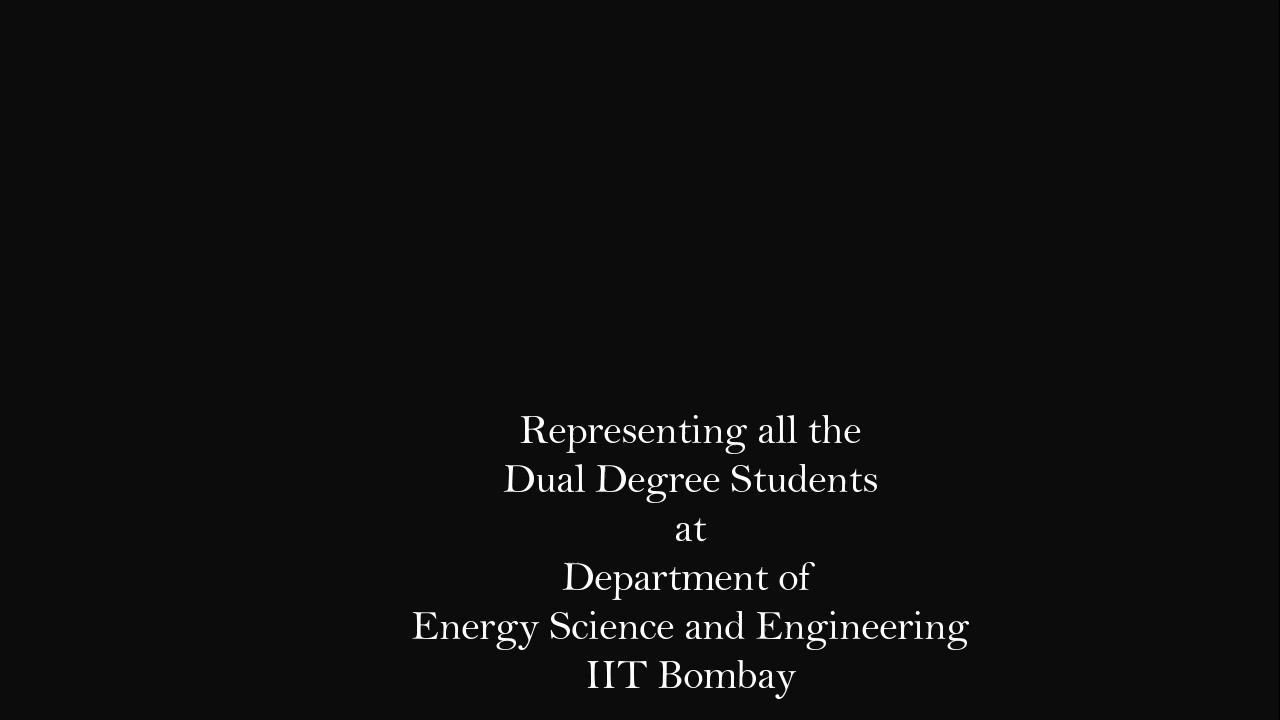 Representing all the
Dual Degree Students
at
Department of
Energy Science and Engineering
IIT Bombay